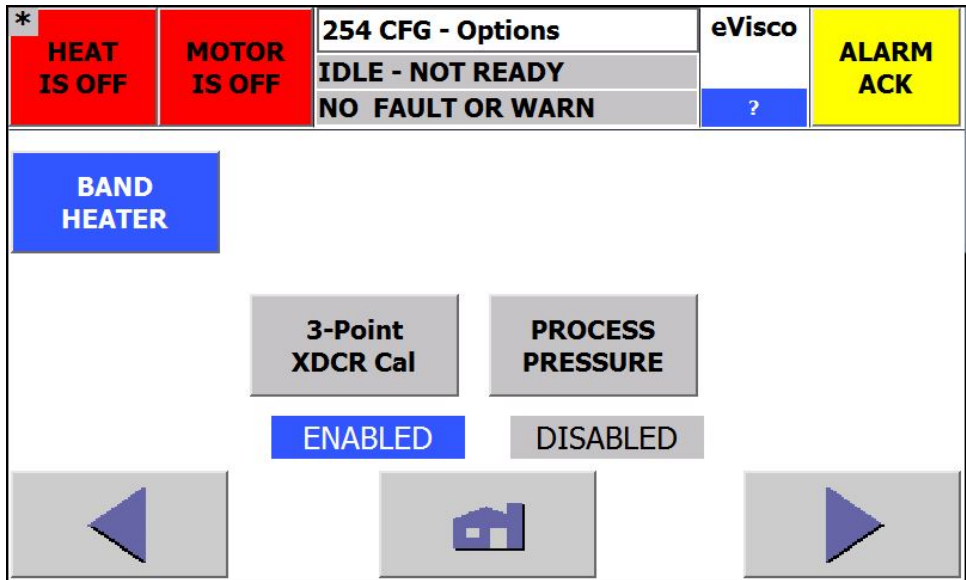 *
HEAT
IS OFF
MOTOR
IS OFF
254 CFG - Options
IDLE - NOT READY
NO FAULT OR WARN
eVisco
?
ALARM
ACK
BAND
HEATER
3-Point
XDCR Cal
PROCESS
PRESSURE
ENABLED
DISABLED